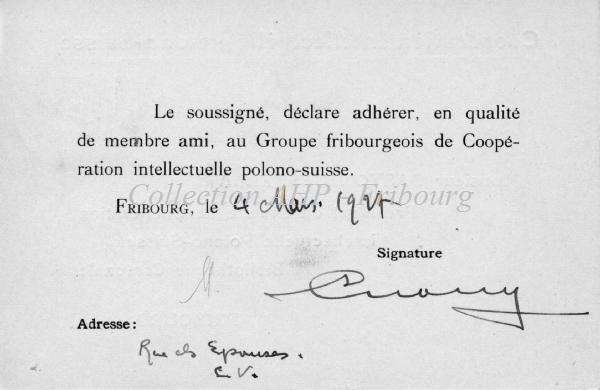 Le soussigné, déclare adhérer, en qualité
de membre ami, au Groupe fribourgeois de Coopé-
ration intellectuelle polono-suisse.
Collection MHP - Fribourg
FRIBOURG, le 4 Mars. 1925
Signature
M.
Adresse:
Rue des Epouses.
E. V.